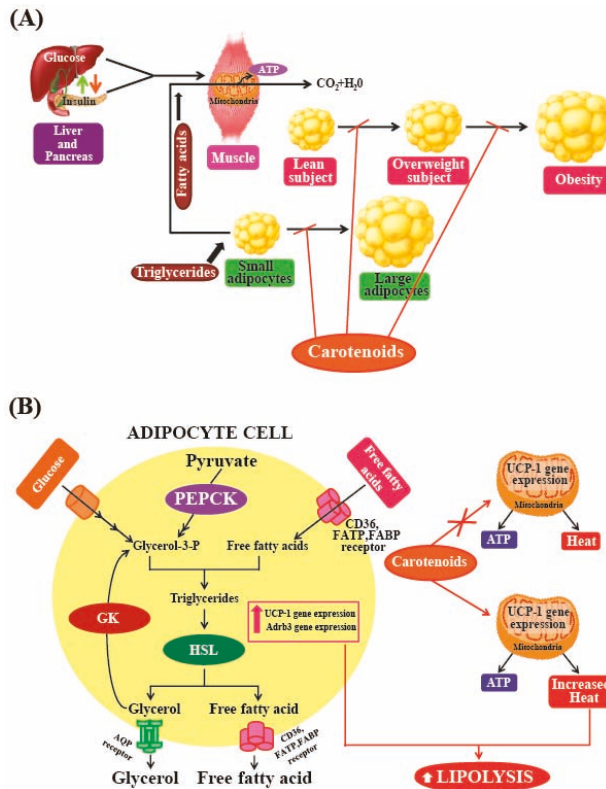 (A)
Glucose
Insulin
Liver
and
Pancreas
ATP
Mitochondria
Muscle
CO2+H20
Fatty acids
Lean
subject
Overweight
subject
Obesity
Triglycerides
Small
adipocytes
Large
adipocytes
Carotenoids
(B)
ADIPOCYTE CELL
Glucose
Pyruvate
PEPCK
Free fatty
acids
CD36,
FATP,FABP
receptor
Glycerol-3-P
Free fatty acids
Triglycerides
GK
HSL
UCP-1 gene expression
Adrb3 gene expression
Glycerol
Free fatty acid
AQP
receptor
CD36,
FATP,FABP
receptor
Glycerol
Free fatty acid
UCP-1 gene
expression
Mitochondria
ATP
Heat
Carotenoids
UCP-1 gene
expression
Mitochondria
ATP
Increased
Heat
LIPOLYSIS